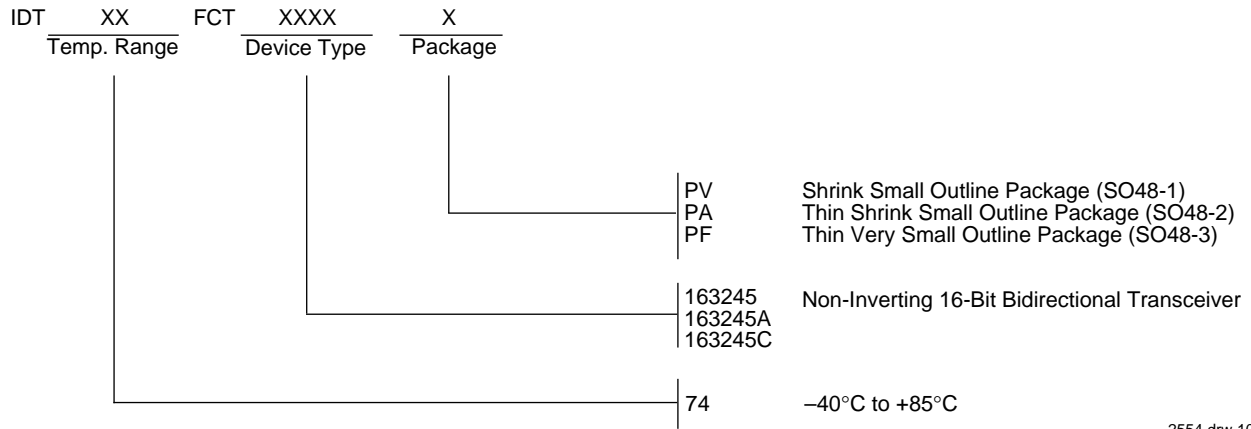 IDT XX FCT XXXX X
Temp. Range Device Type Package
PV Shrink Small Outline Package (SO48-1)
PA Thin Shrink Small Outline Package (SO48-2)
PF Thin Very Small Outline Package (SO48-3)
163245 Non-Inverting 16-Bit Bidirectional Transceiver
163245A
163245C
74 –40°C to +85°C